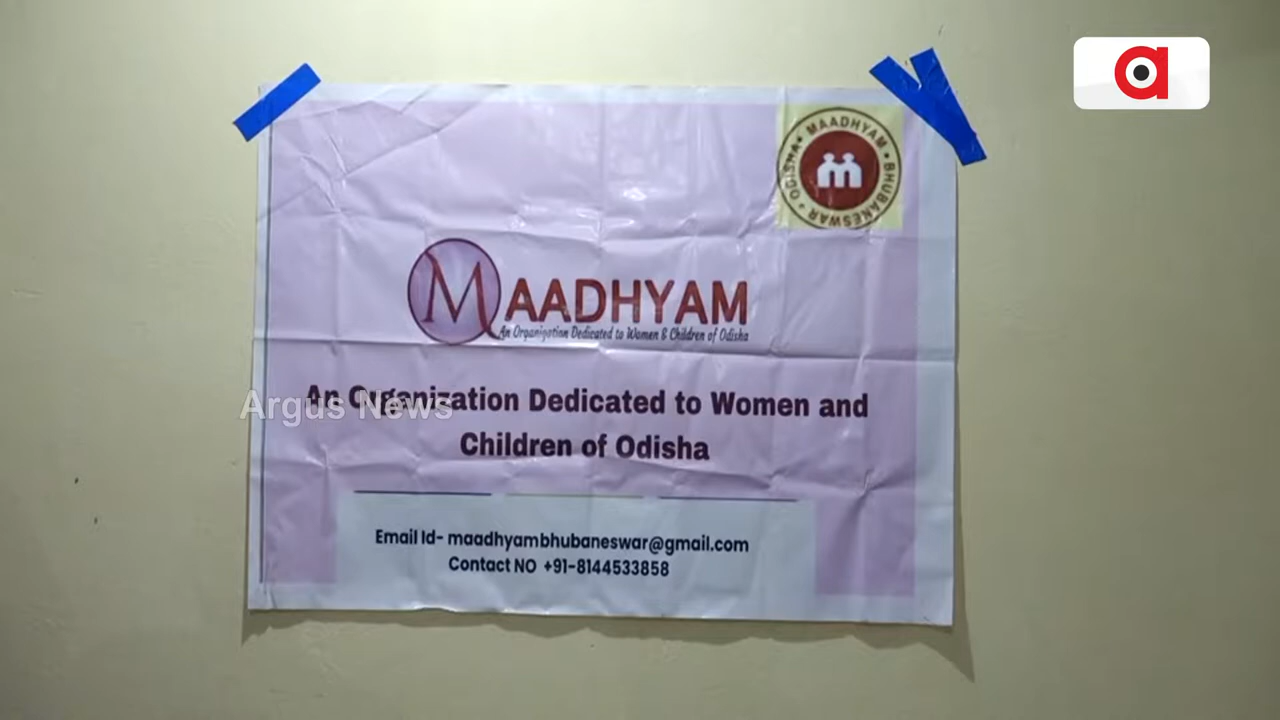 a
MAADHYAM • BHUBANESWAR • ODISHA •
m
MAADHYAM
An Organization Dedicated to Women & Children of Odisha
An Organization Dedicated to Women and
Children of Odisha
Argus News
Email Id- maadhyambhubaneswar@gmail.com
Contact NO +91-8144533858